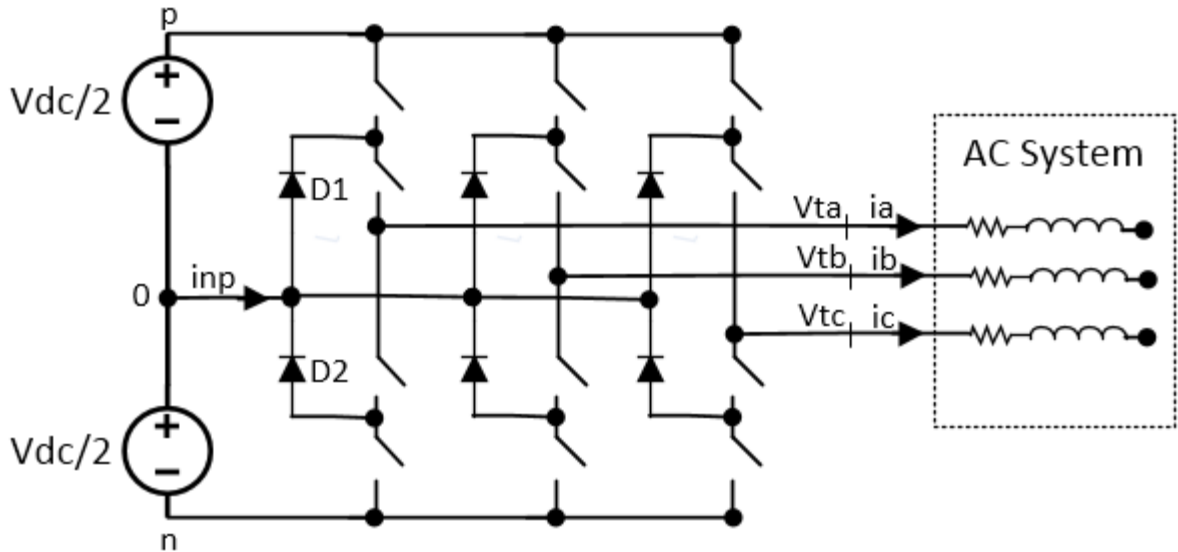 p
+
Vdc/2
−
AC System
D1
Vta ia
inp
Vtb ib
0
Vtc ic
D2
+
Vdc/2
−
n